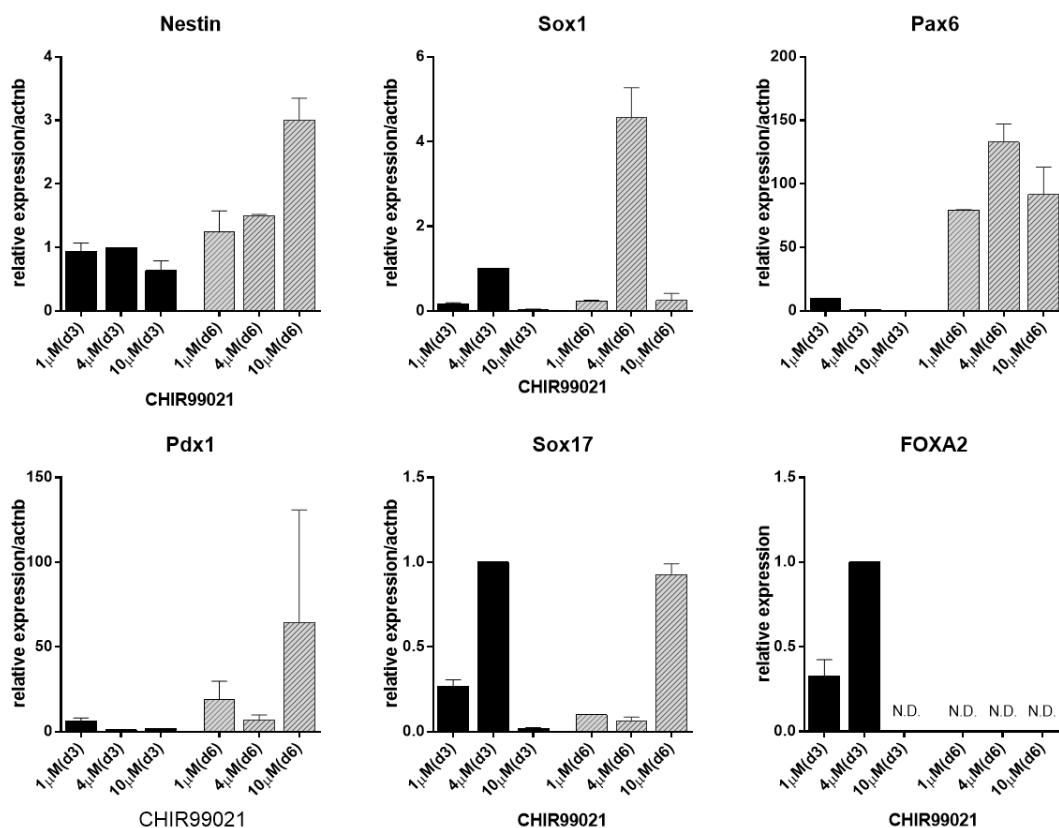 Nestin
relative expression/actnb
4
3
2
1
0
1μM(d3)
4μM(d3)
10μM(d3)
1μM(d6)
4μM(d6)
10μM(d6)
CHIR99021
Sox1
relative expression/actnb
6
4
2
0
1μM(d3)
4μM(d3)
10μM(d3)
1μM(d6)
4μM(d6)
10μM(d6)
CHIR99021
Pax6
relative expression/actnb
200
150
100
50
0
1μM(d3)
4μM(d3)
10μM(d3)
1μM(d6)
4μM(d6)
10μM(d6)
Pdx1
relative expression/actnb
150
100
50
0
1μM(d3)
4μM(d3)
10μM(d3)
1μM(d6)
4μM(d6)
10μM(d6)
CHIR99021
Sox17
relative expression/actnb
1.5
1.0
0.5
0.0
1μM(d3)
4μM(d3)
10μM(d3)
1μM(d6)
4μM(d6)
10μM(d6)
CHIR99021
FOXA2
relative expression
1.5
1.0
0.5
0.0
N.D. N.D. N.D. N.D.
1μM(d3)
4μM(d3)
10μM(d3)
1μM(d6)
4μM(d6)
10μM(d6)
CHIR99021